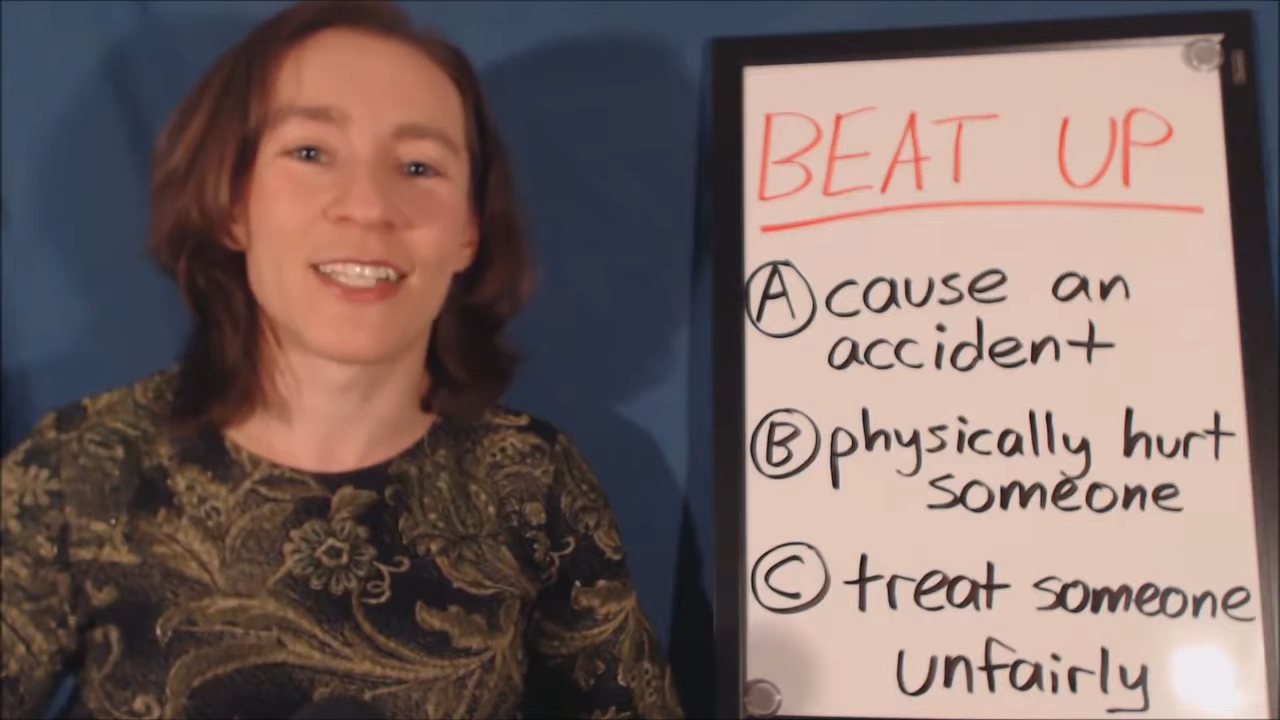 BEAT UP
A cause an
accident
B physically hurt
someone
C treat someone
unfairly